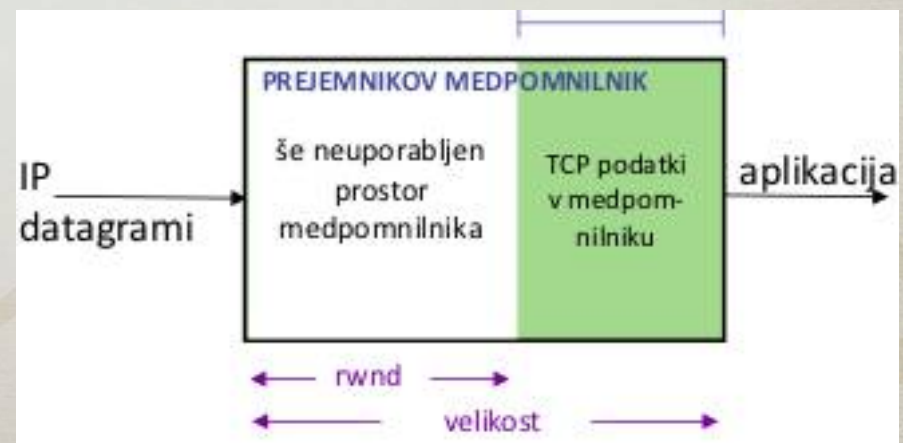 PREJEMNIKOV MEDPOMNILNIK
IP
datagrami
še neuporabljen
prostor
medpomnilnika
TCP podatki
v medpom-
nilniku
aplikacija
rwnd
velikost